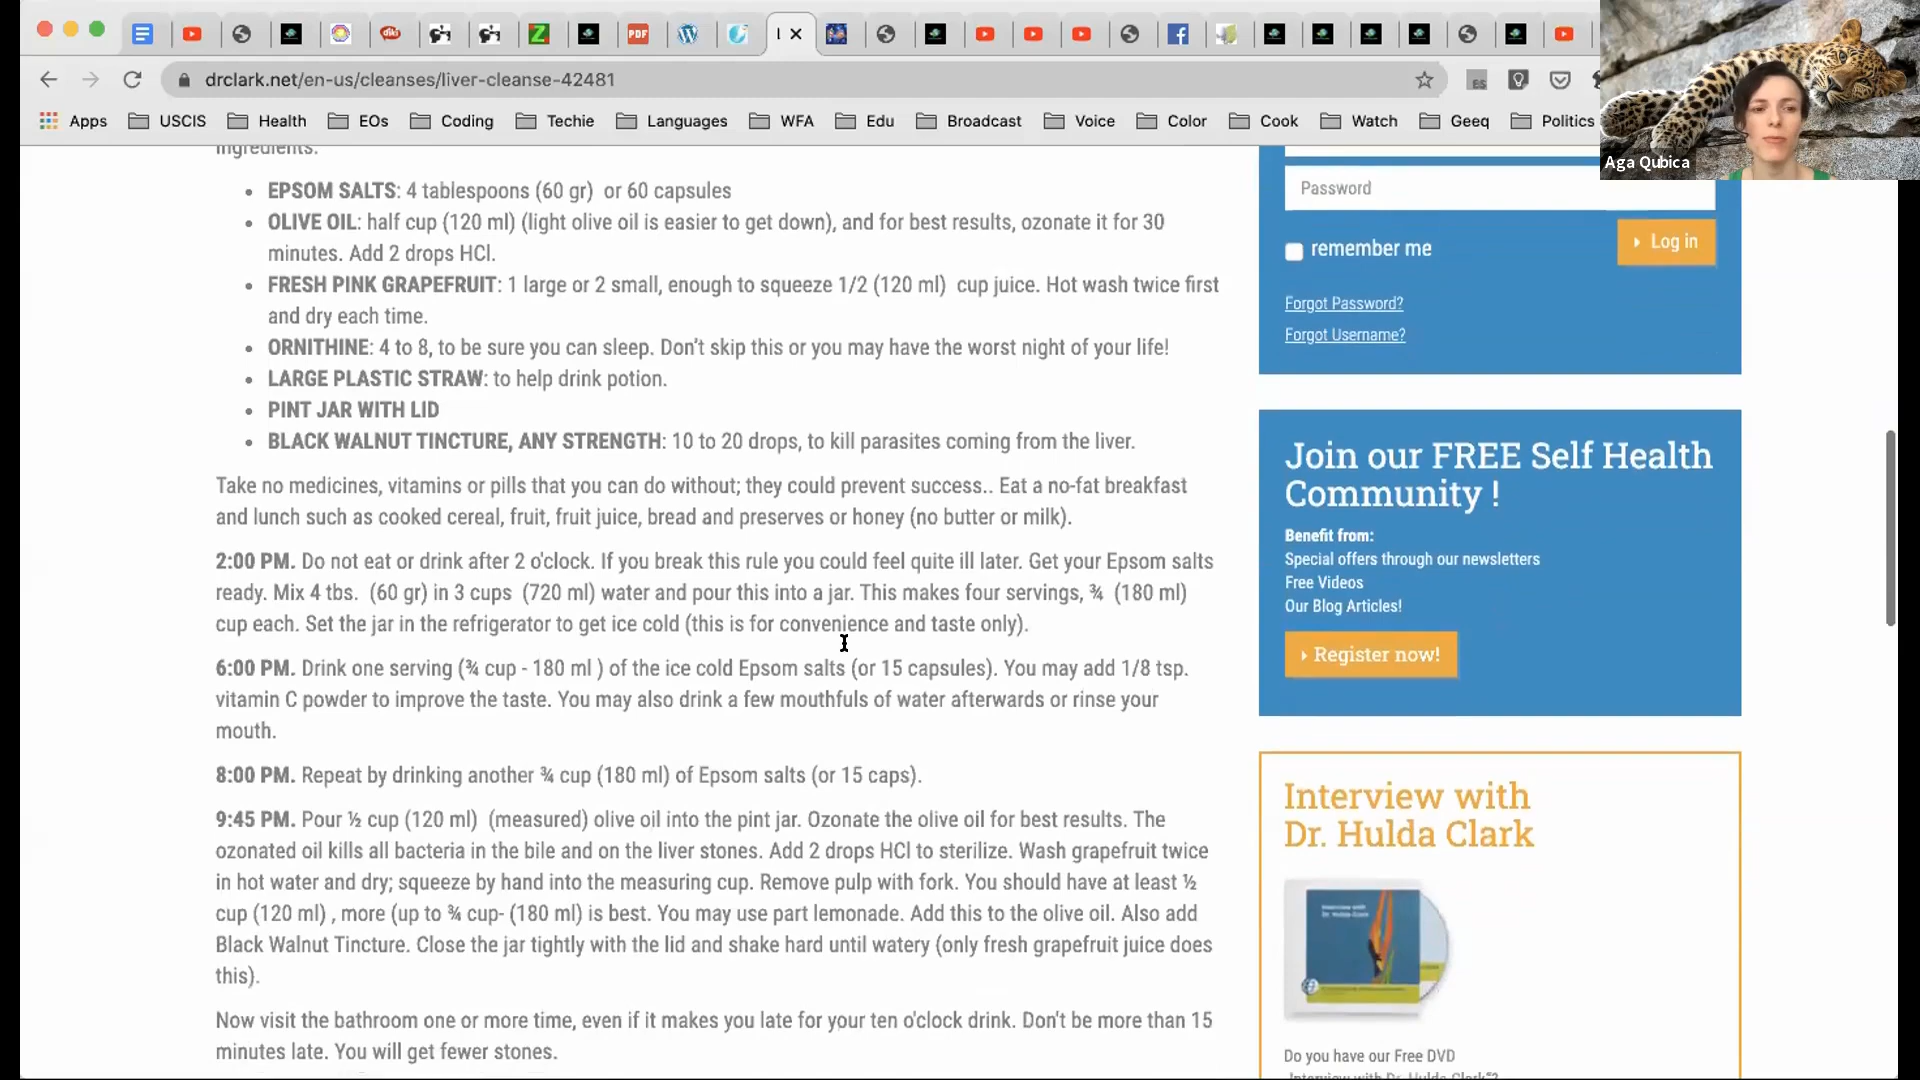 PDF
diki
drclark.net/en-us/cleanses/liver-cleanse-42481
ES
Apps USCIS Health EOs Coding Techie Languages WFA Edu Broadcast Voice Color Cook Watch Geeq Politics
Aga Qubica
ingredients:
• EPSOM SALTS: 4 tablespoons (60 gr) or 60 capsules
• OLIVE OIL: half cup (120 ml) (light olive oil is easier to get down), and for best results, ozonate it for 30
minutes. Add 2 drops HCl.
• FRESH PINK GRAPEFRUIT: 1 large or 2 small, enough to squeeze 1/2 (120 ml) cup juice. Hot wash twice first
and dry each time.
• ORNITHINE: 4 to 8, to be sure you can sleep. Don't skip this or you may have the worst night of your life!
• LARGE PLASTIC STRAW: to help drink potion.
• PINT JAR WITH LID
• BLACK WALNUT TINCTURE, ANY STRENGTH: 10 to 20 drops, to kill parasites coming from the liver.
Take no medicines, vitamins or pills that you can do without; they could prevent success.. Eat a no-fat breakfast
and lunch such as cooked cereal, fruit, fruit juice, bread and preserves or honey (no butter or milk).
2:00 PM. Do not eat or drink after 2 o'clock. If you break this rule you could feel quite ill later. Get your Epsom salts
ready. Mix 4 tbs. (60 gr) in 3 cups (720 ml) water and pour this into a jar. This makes four servings, ¾ (180 ml)
cup each. Set the jar in the refrigerator to get ice cold (this is for convenience and taste only).
6:00 PM. Drink one serving (¾ cup - 180 ml ) of the ice cold Epsom salts (or 15 capsules). You may add 1/8 tsp.
vitamin C powder to improve the taste. You may also drink a few mouthfuls of water afterwards or rinse your
mouth.
8:00 PM. Repeat by drinking another ¾ cup (180 ml) of Epsom salts (or 15 caps).
9:45 PM. Pour ½ cup (120 ml) (measured) olive oil into the pint jar. Ozonate the olive oil for best results. The
ozonated oil kills all bacteria in the bile and on the liver stones. Add 2 drops HCl to sterilize. Wash grapefruit twice
in hot water and dry; squeeze by hand into the measuring cup. Remove pulp with fork. You should have at least ½
cup (120 ml) , more (up to ¾ cup- (180 ml) is best. You may use part lemonade. Add this to the olive oil. Also add
Black Walnut Tincture. Close the jar tightly with the lid and shake hard until watery (only fresh grapefruit juice does
this).
Now visit the bathroom one or more time, even if it makes you late for your ten o'clock drink. Don't be more than 15
minutes late. You will get fewer stones.
Password
remember me
Log in
Forgot Password?
Forgot Username?
Join our FREE Self Health
Community !
Benefit from:
Special offers through our newsletters
Free Videos
Our Blog Articles!
Register now!
Interview with
Dr. Hulda Clark
Interview with
Dr. Hulda Clark
Do you have our Free DVD
„Interview with Dr. Hulda Clark"?